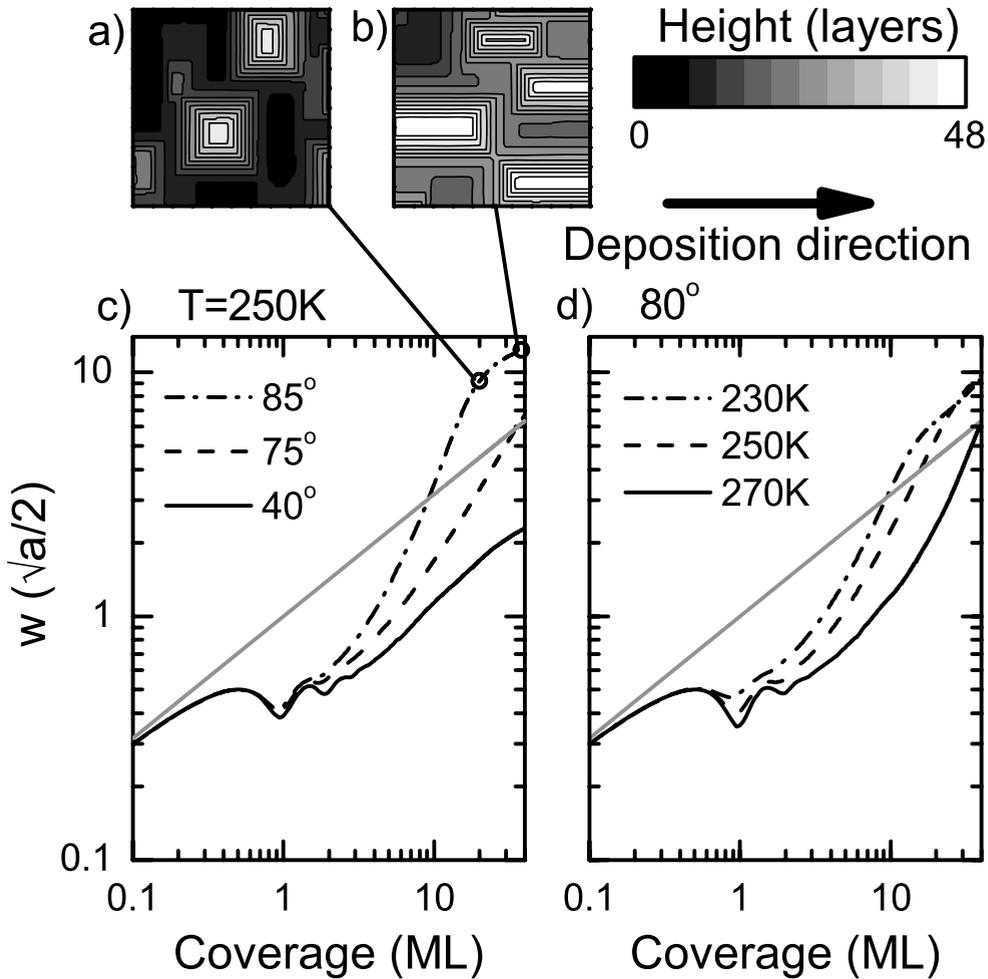 a)
b)
Height (layers)
0 48
Deposition direction
c) T=250K
d) 80°
w (√a/2)
10
1
0.1
85°
75°
40°
230K
250K
270K
0.1 1 10
0.1 1 10
Coverage (ML)
Coverage (ML)